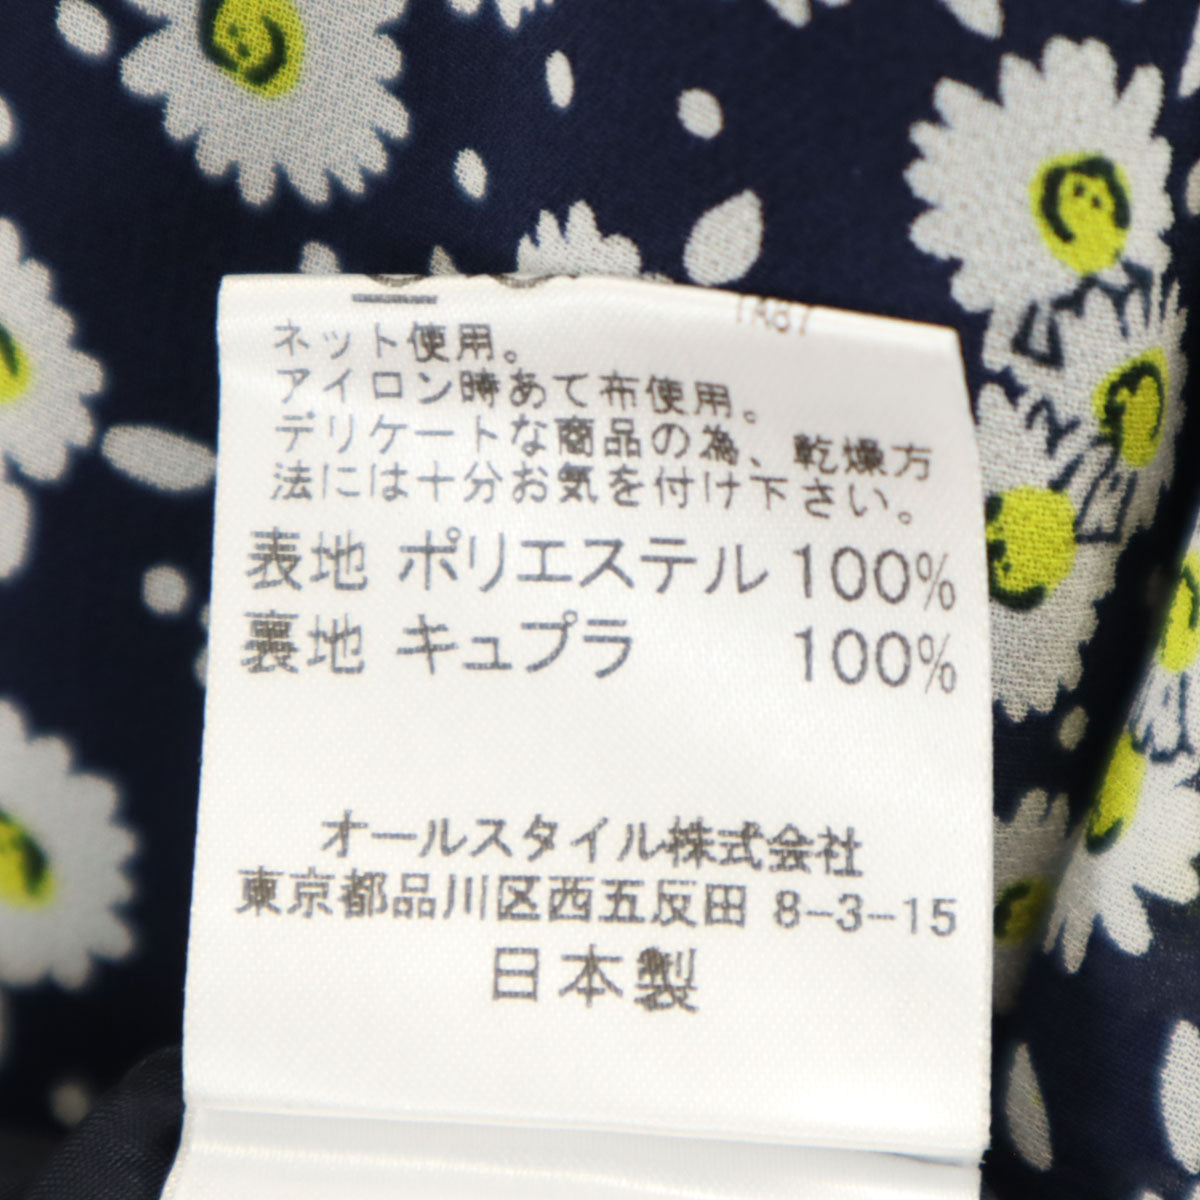 ネット使用。
アイロン時あて布使用。
デリケートな商品の為、乾燥方
法には十分お気を付け下さい。
表地 ポリエステル 100%
裏地 キュプラ 100%
オールスタイル株式会社
東京都品川区西五反田 8-3-15
日本製